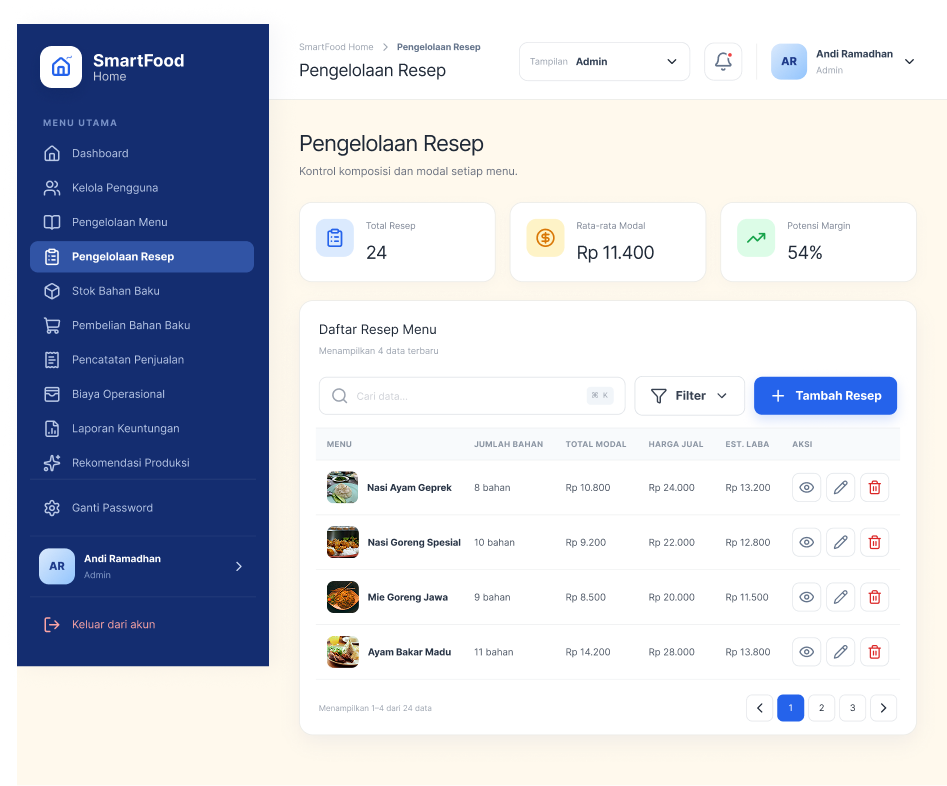 SmartFood
Home
MENU UTAMA
Dashboard
Kelola Pengguna
Pengelolaan Menu
Pengelolaan Resep
Stok Bahan Baku
Pembelian Bahan Baku
Pencatatan Penjualan
Biaya Operasional
Laporan Keuntungan
Rekomendasi Produksi
Ganti Password
AR
Andi Ramadhan
Admin
Keluar dari akun
SmartFood Home > Pengelolaan Resep
Pengelolaan Resep
Tampilan Admin
AR
Andi Ramadhan
Admin
Pengelolaan Resep
Kontrol komposisi dan modal setiap menu.
Total Resep
24
Rata-rata Modal
Rp 11.400
Potensi Margin
54%
Daftar Resep Menu
Menampilkan 4 data terbaru
Cari data... ⌘ K
Filter
Tambah Resep
MENU JUMLAH BAHAN TOTAL MODAL HARGA JUAL EST. LABA AKSI
Nasi Ayam Geprek 8 bahan Rp 10.800 Rp 24.000 Rp 13.200
Nasi Goreng Spesial 10 bahan Rp 9.200 Rp 22.000 Rp 12.800
Mie Goreng Jawa 9 bahan Rp 8.500 Rp 20.000 Rp 11.500
Ayam Bakar Madu 11 bahan Rp 14.200 Rp 28.000 Rp 13.800
Menampilkan 1–4 dari 24 data
1 2 3